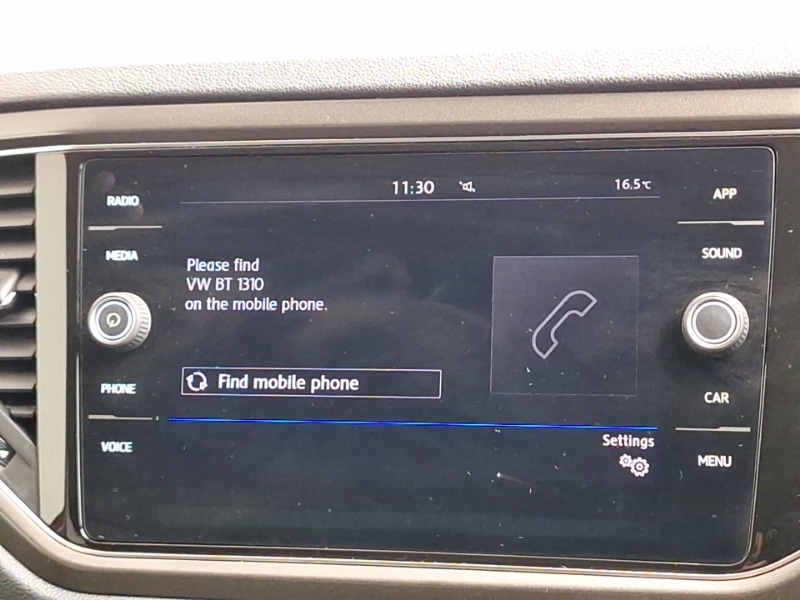 11:30
16.5°C
RADIO
MEDIA
PHONE
VOICE
Please find
VW BT 1310
on the mobile phone.
Find mobile phone
Settings
APP
SOUND
CAR
MENU